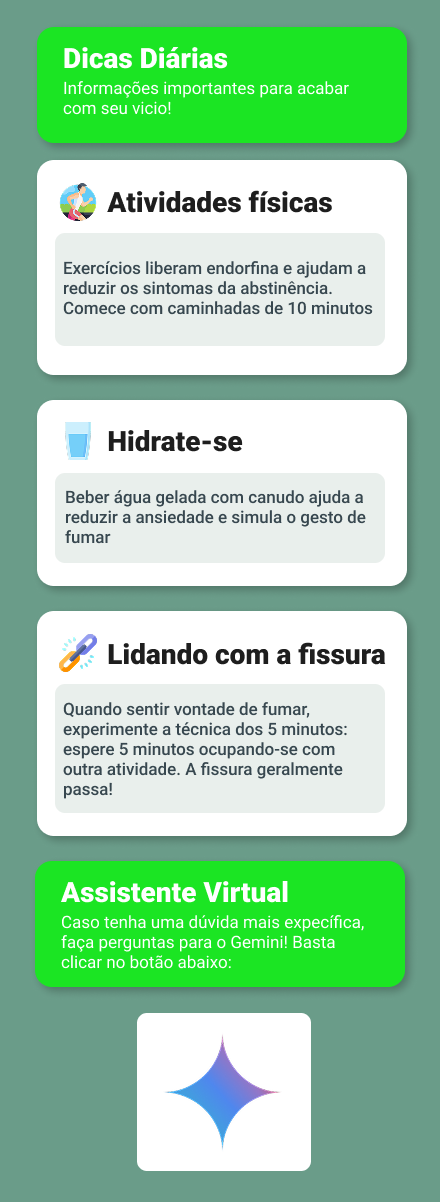 Dicas Diárias
Informações importantes para acabar
com seu vicio!
Atividades físicas
Exercícios liberam endorfina e ajudam a
reduzir os sintomas da abstinência.
Comece com caminhadas de 10 minutos
Hidrate-se
Beber água gelada com canudo ajuda a
reduzir a ansiedade e simula o gesto de
fumar
Lidando com a fissura
Quando sentir vontade de fumar,
experimente a técnica dos 5 minutos:
espere 5 minutos ocupando-se com
outra atividade. A fissura geralmente
passa!
Assistente Virtual
Caso tenha uma dúvida mais expecífica,
faça perguntas para o Gemini! Basta
clicar no botão abaixo: